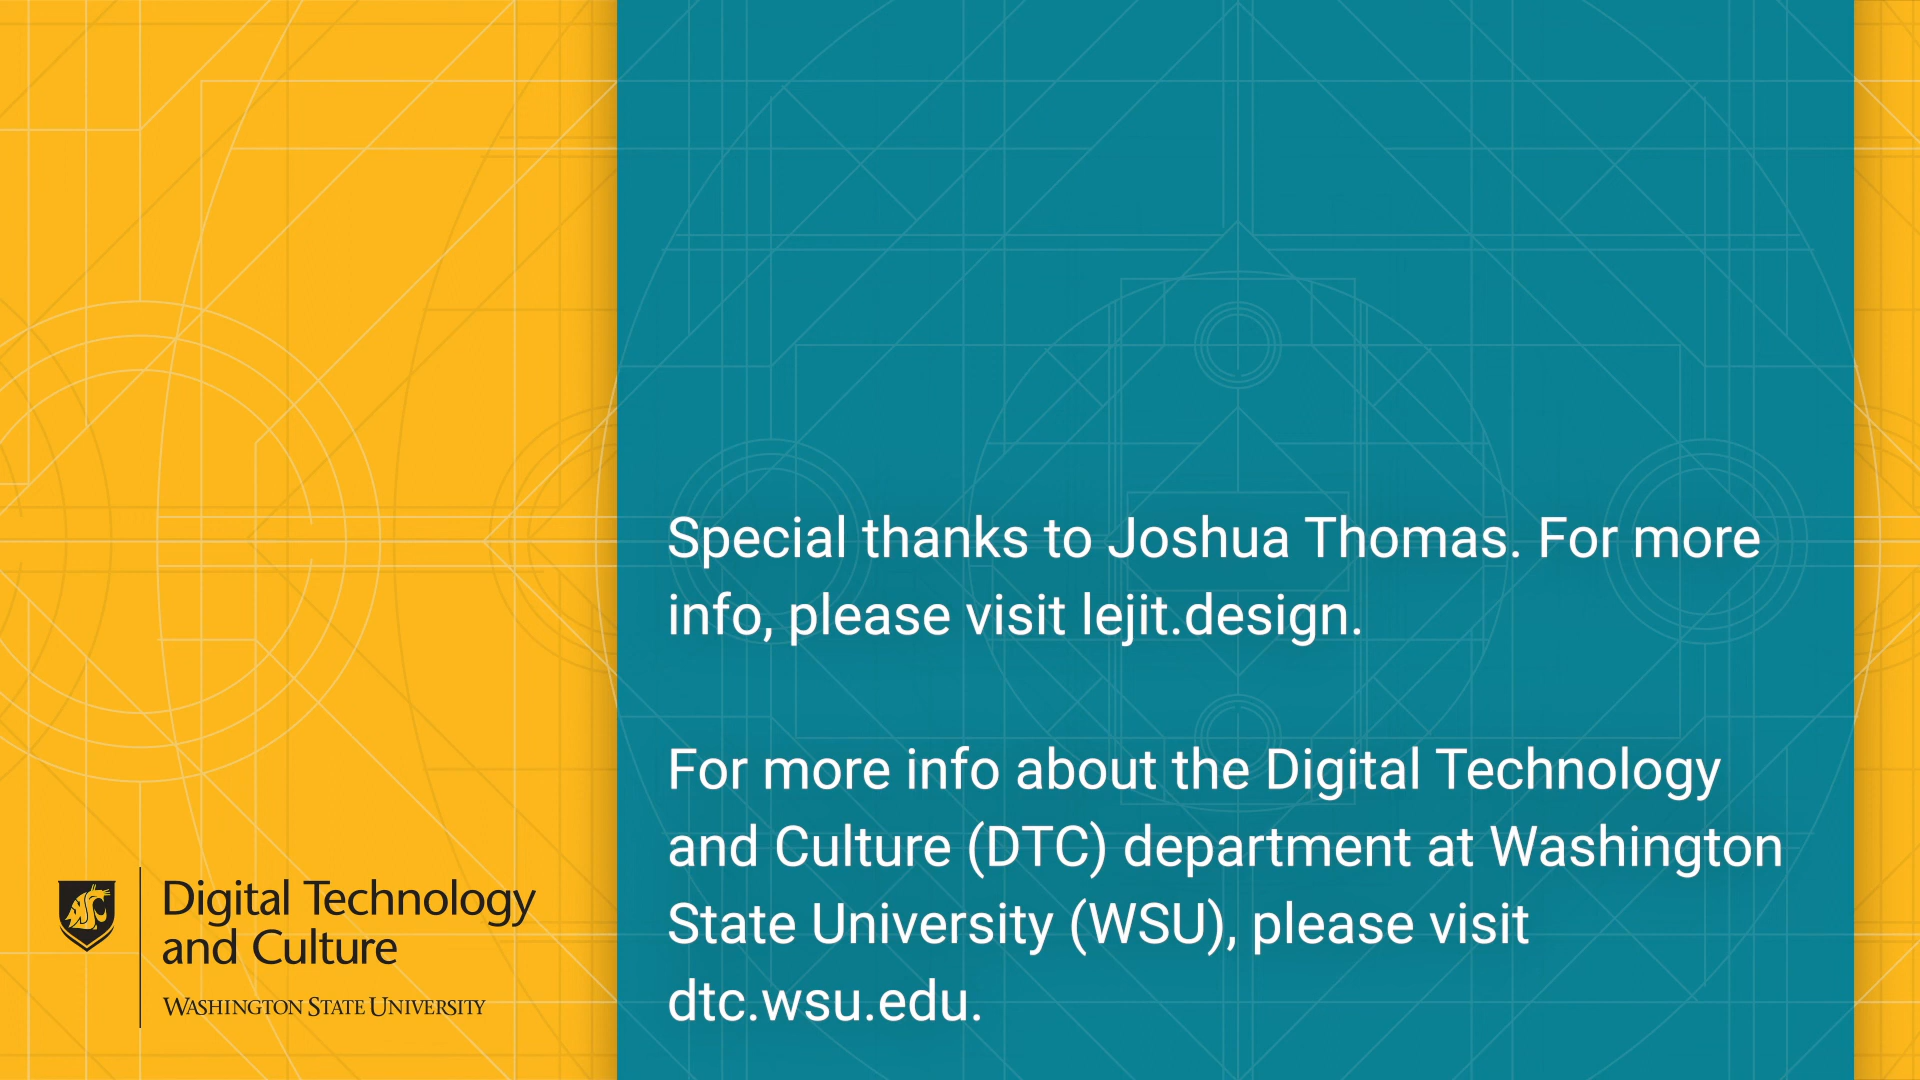 Special thanks to Joshua Thomas. For more
info, please visit lejit.design.
For more info about the Digital Technology
and Culture (DTC) department at Washington
State University (WSU), please visit
dtc.wsu.edu.
Digital Technology
and Culture
WASHINGTON STATE UNIVERSITY